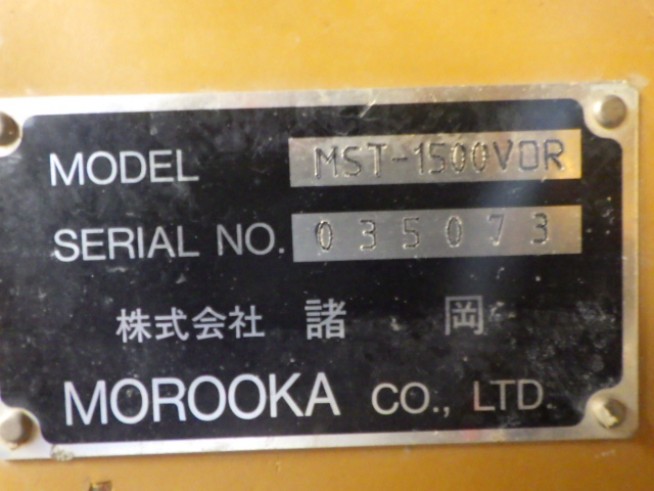 MODEL MST-1500VDR
SERIAL NO. 035073
株式会社 諸 岡
MOROOKA CO., LTD.